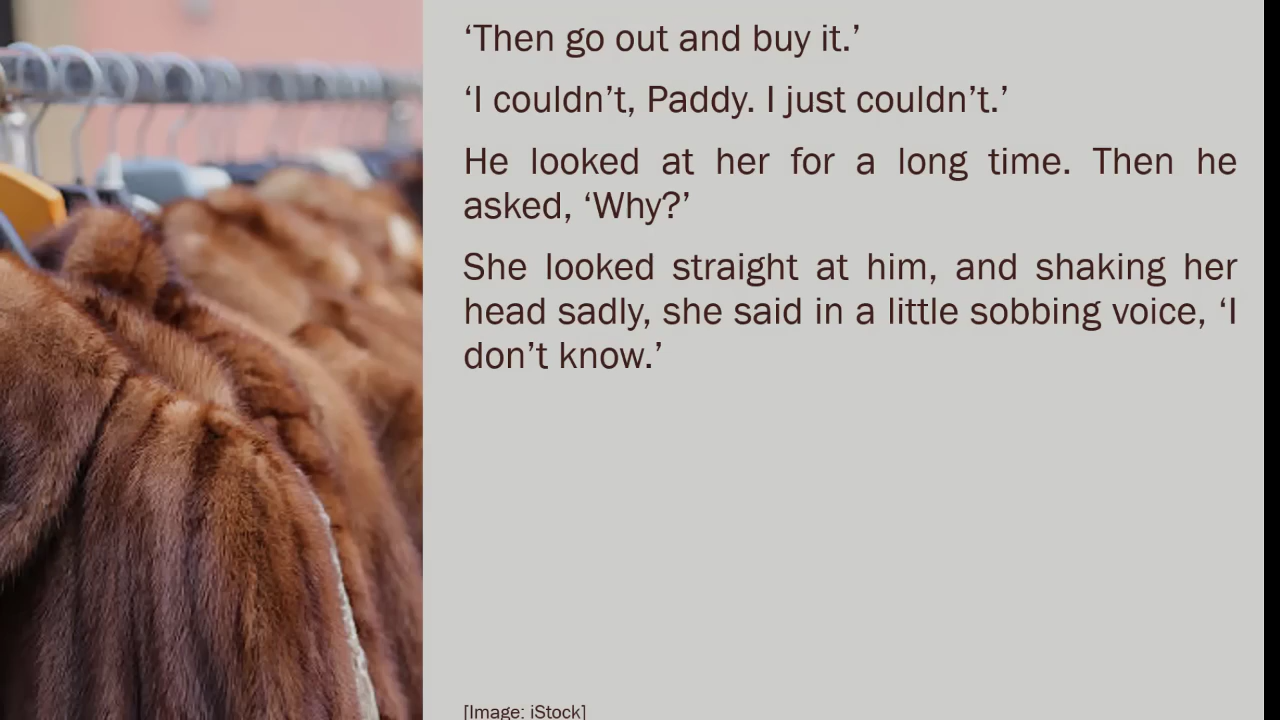 ‘Then go out and buy it.’
‘I couldn’t, Paddy. I just couldn’t.’
He looked at her for a long time. Then he
asked, ‘Why?’
She looked straight at him, and shaking her
head sadly, she said in a little sobbing voice, ‘I
don’t know.’
[Image: iStock]